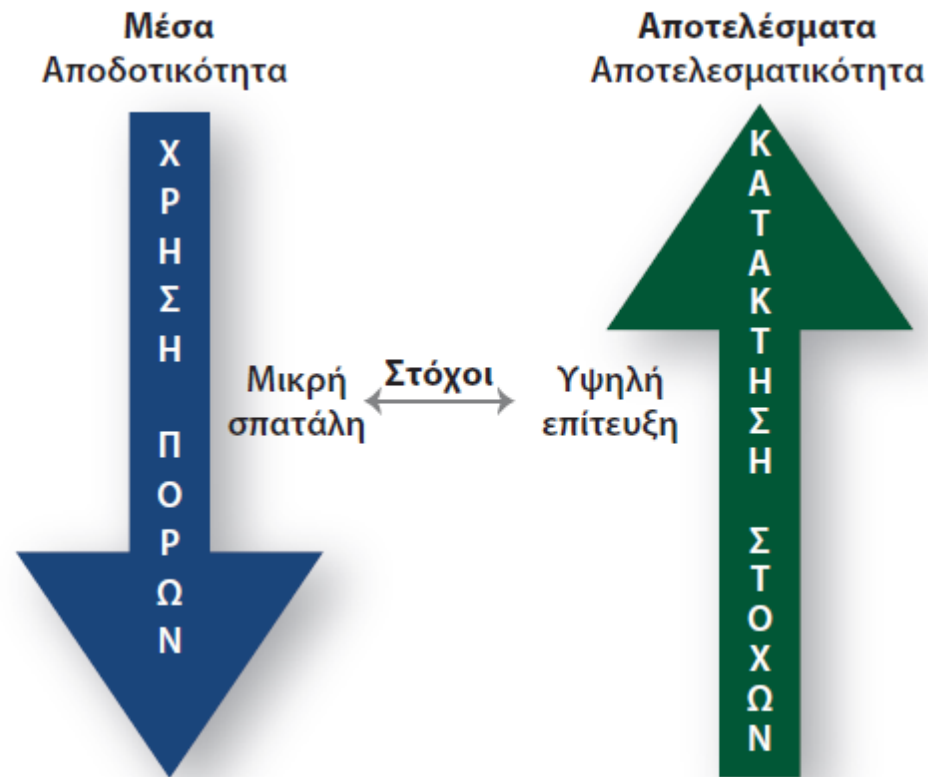 Μέσα
Αποδοτικότητα
Αποτελέσματα
Αποτελεσματικότητα
ΧΡΗΣΗ ΠΟΡΩΝ
Μικρή
σπατάλη
Στόχοι
Υψηλή
επίτευξη
ΚΑΤΑΚΤΗΣΗ ΣΤΟΧΩΝ